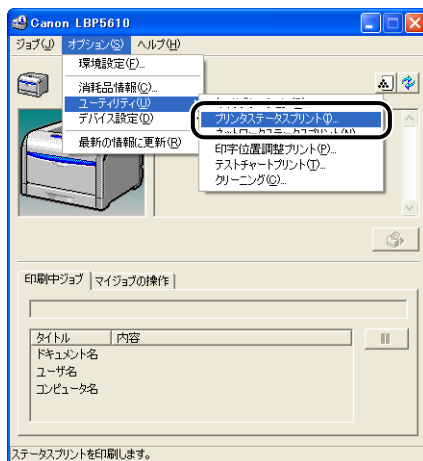 Canon LBP5610
ジョブ(J) オプション(S) ヘルプ(H)
環境設定(F)...
消耗品情報(C)...
ユーティリティ(U)
デバイス設定(D)
最新の情報に更新(R)
プリンタステータスプリント(I)...
印字位置調整プリント(P)...
テストチャートプリント(T)...
クリーニング(G)...
印刷中ジョブ マイジョブの操作
タイトル 内容
ドキュメント名
ユーザ名
コンピュータ名
ステータスプリントを印刷します。